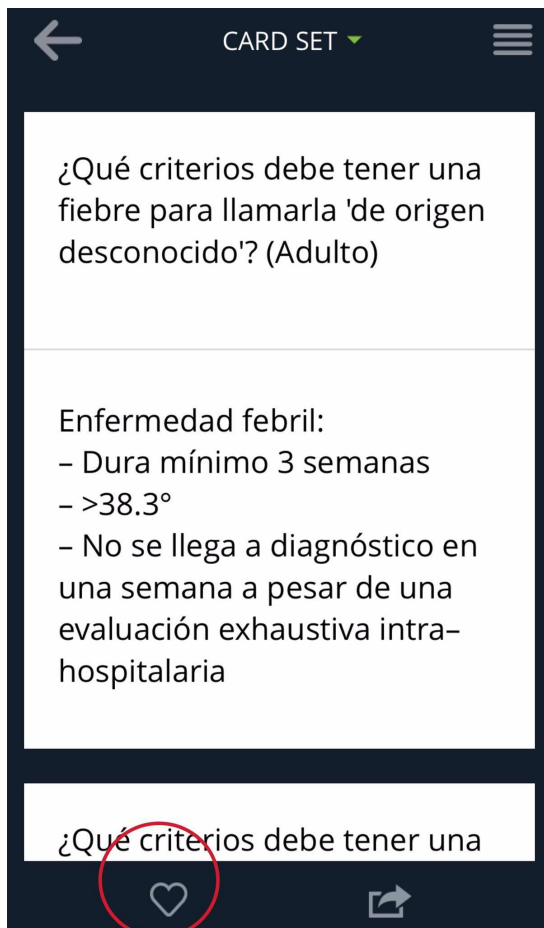 CARD SET
¿Qué criterios debe tener una
fiebre para llamarla 'de origen
desconocido'? (Adulto)
Enfermedad febril:
– Dura mínimo 3 semanas
– >38.3°
– No se llega a diagnóstico en
una semana a pesar de una
evaluación exhaustiva intra–
hospitalaria
¿Qué criterios debe tener una